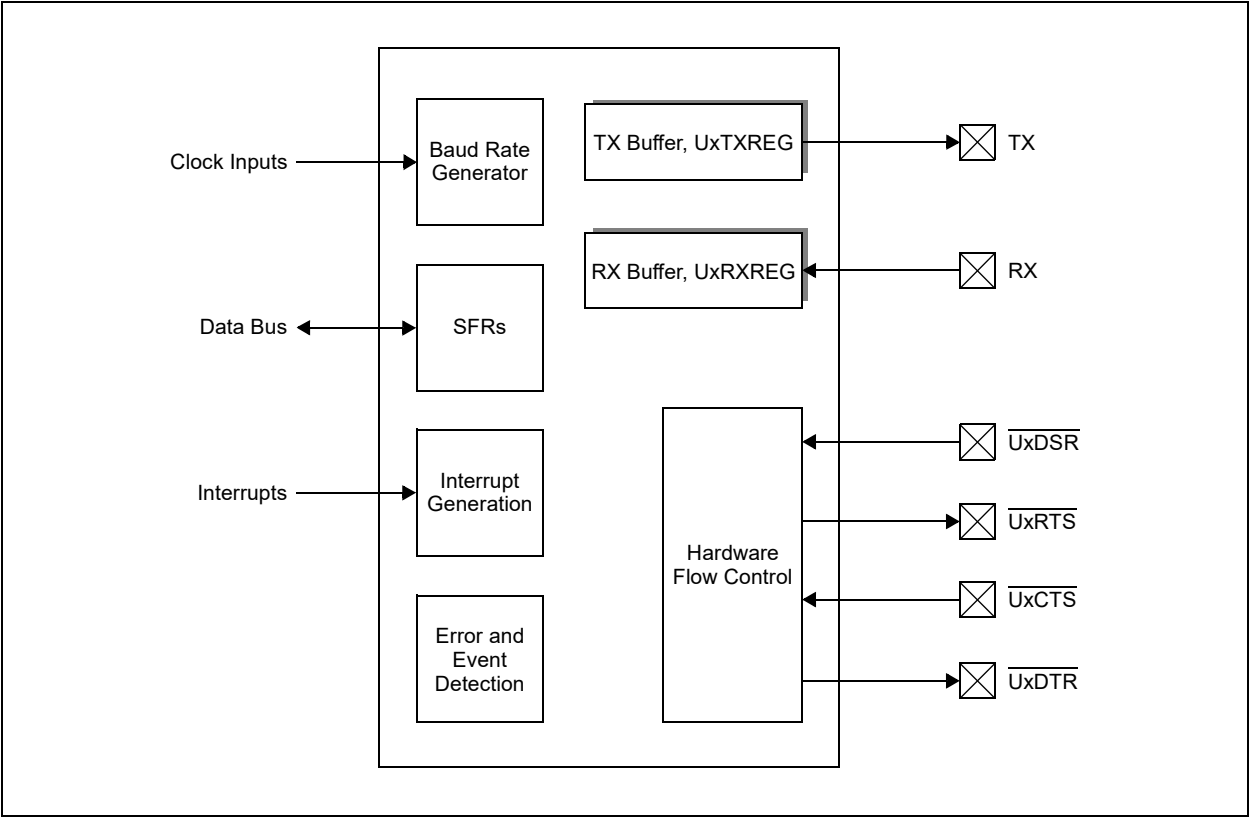 Clock Inputs
Baud Rate
Generator
TX Buffer, UxTXREG
TX
RX Buffer, UxRXREG
RX
Data Bus
SFRs
Interrupts
Interrupt
Generation
Error and
Event
Detection
Hardware
Flow Control
UxDSR
UxRTS
UxCTS
UxDTR